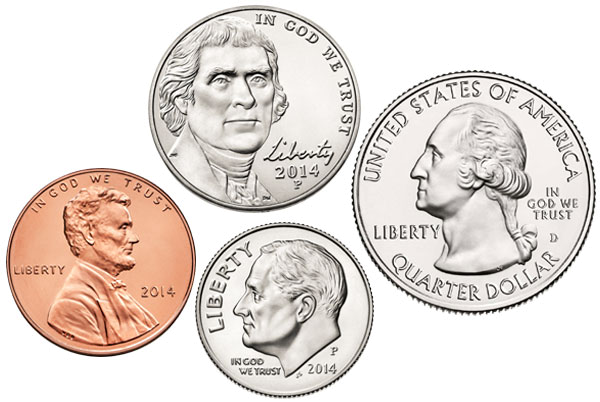 IN GOD WE TRUST
Liberty
2014
P
UNITED STATES OF AMERICA
LIBERTY
IN
GOD WE
TRUST
D
QUARTER DOLLAR
IN GOD WE TRUST
LIBERTY
2014
LIBERTY
P
IN GOD
WE TRUST
2014